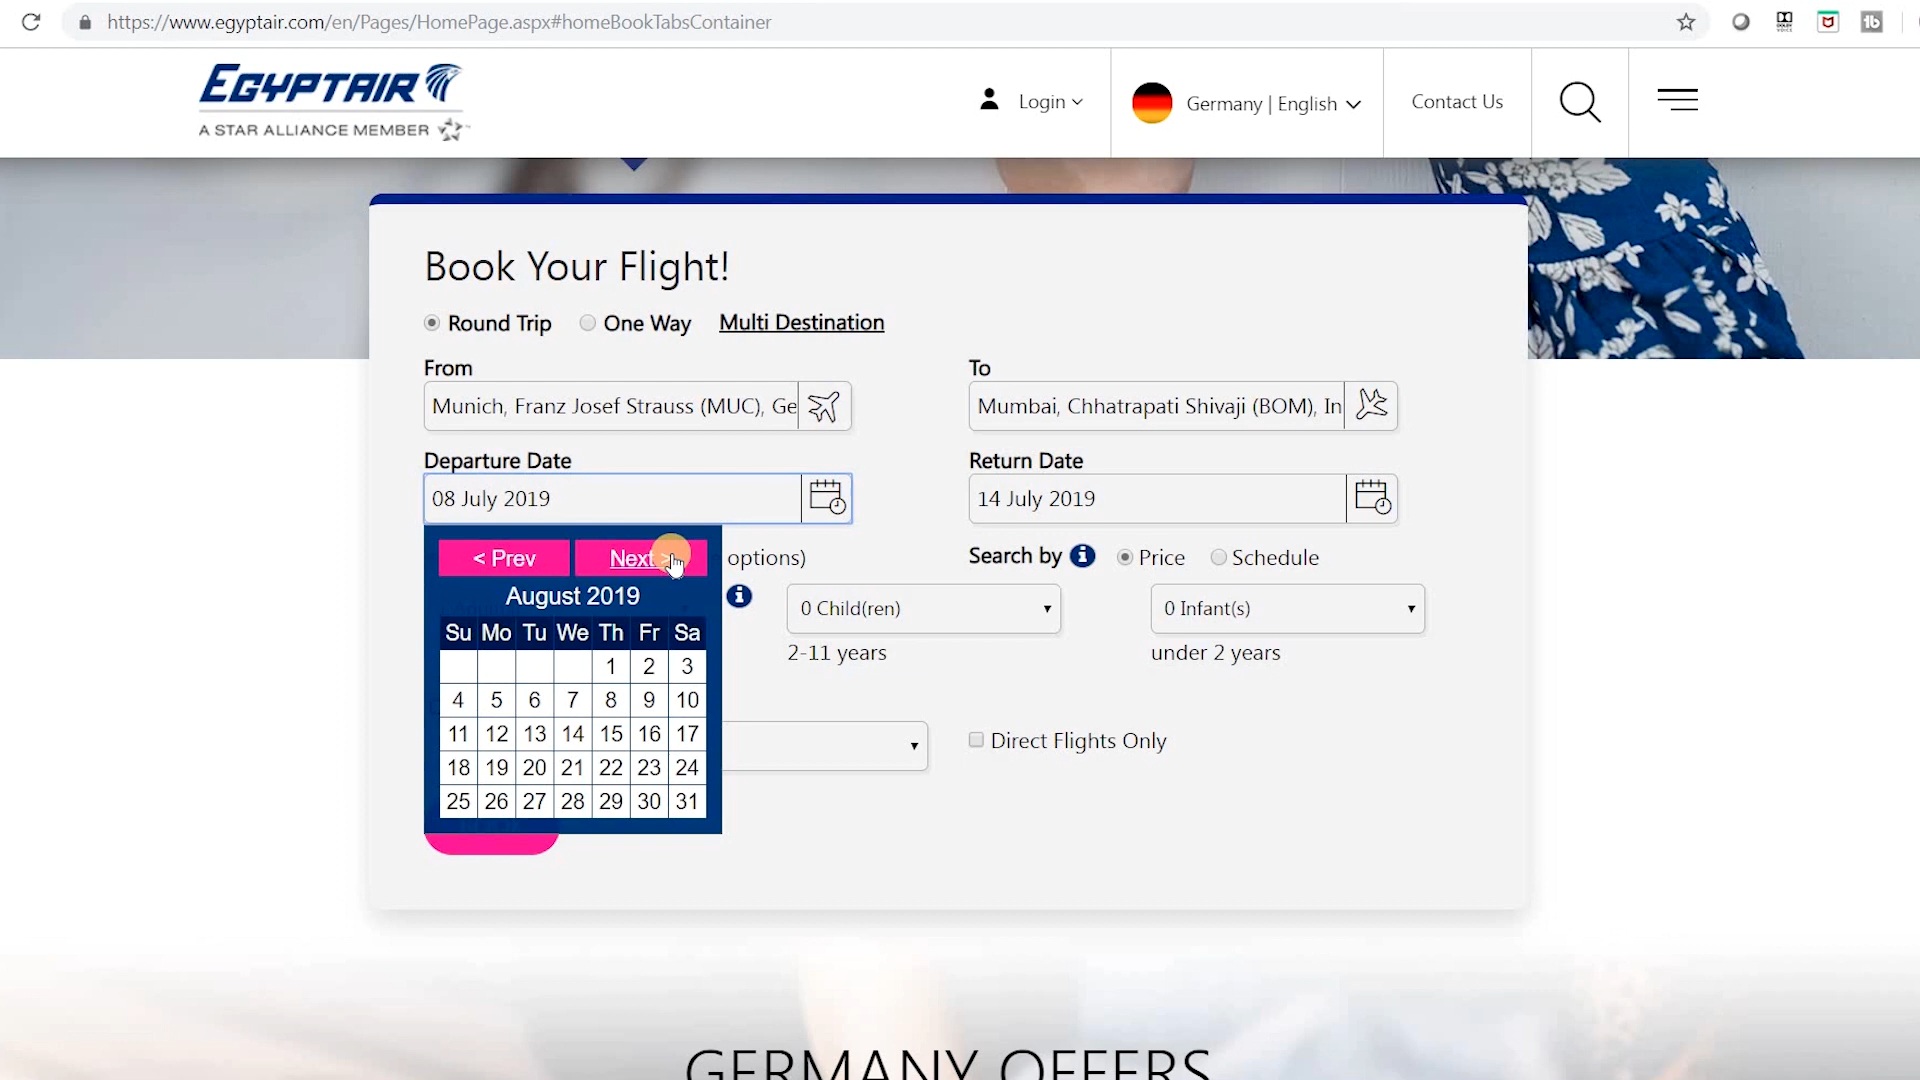 https://www.egyptair.com/en/Pages/HomePage.aspx#homeBookTabsContainer
EGYPTAIR
A STAR ALLIANCE MEMBER
Login
Germany | English
Contact Us
Book Your Flight!
Round Trip One Way Multi Destination
From To
Munich, Franz Josef Strauss (MUC), Ge Mumbai, Chhatrapati Shivaji (BOM), In
Departure Date Return Date
08 July 2019 14 July 2019
< Prev Next > options) Search by i Price Schedule
August 2019 i 0 Child(ren) 0 Infant(s)
Su Mo Tu We Th Fr Sa
2-11 years under 2 years
1 2 3
4 5 6 7 8 9 10
11 12 13 14 15 16 17
Direct Flights Only
18 19 20 21 22 23 24
25 26 27 28 29 30 31
GERMANY OFFERS